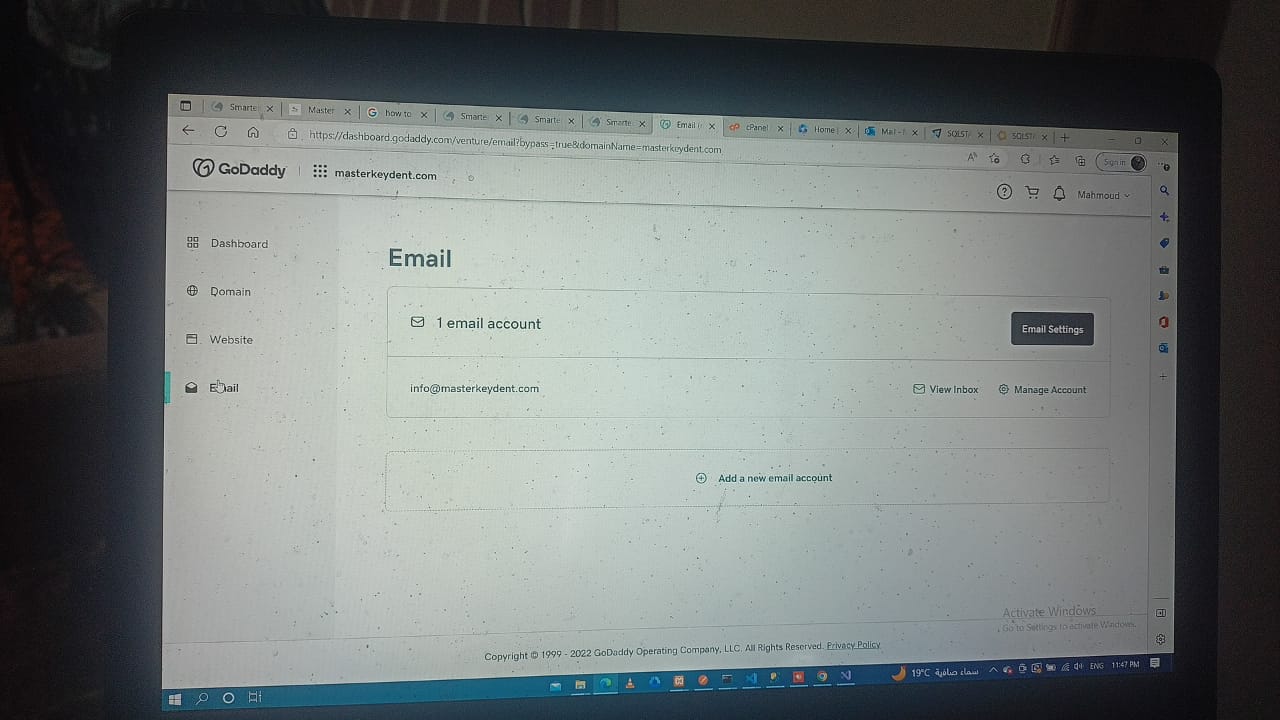 Smarte
Master
how to
Smarte
Smarte
Smarte
Email
cPanel
Home
Mail -
SQLST
SQLST
https://dashboard.godaddy.com/venture/email?bypass=true&domainName=masterkeydent.com
Sign in
GoDaddy
masterkeydent.com
Mahmoud
Dashboard
Domain
Website
Email
Email
1 email account
Email Settings
info@masterkeydent.com
View Inbox
Manage Account
Add a new email account
Activate Windows
Go to Settings to activate Windows.
Copyright © 1999 - 2022 GoDaddy Operating Company, LLC. All Rights Reserved. Privacy Policy
19°C سماء صافية
ENG
11:47 PM